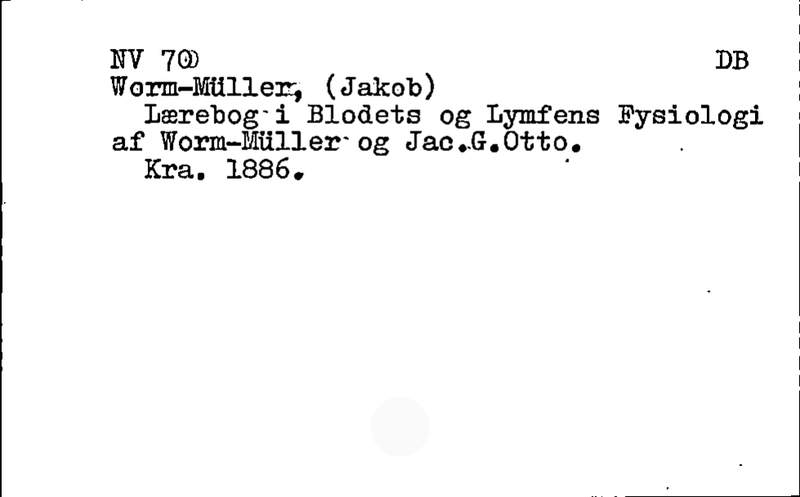 NV 70 DB
Worm-Müller, (Jakob)
Lærebog i Blodets og Lymfens Fysiologi
af Worm-Müller og Jac.G.Otto.
Kra. 1886.